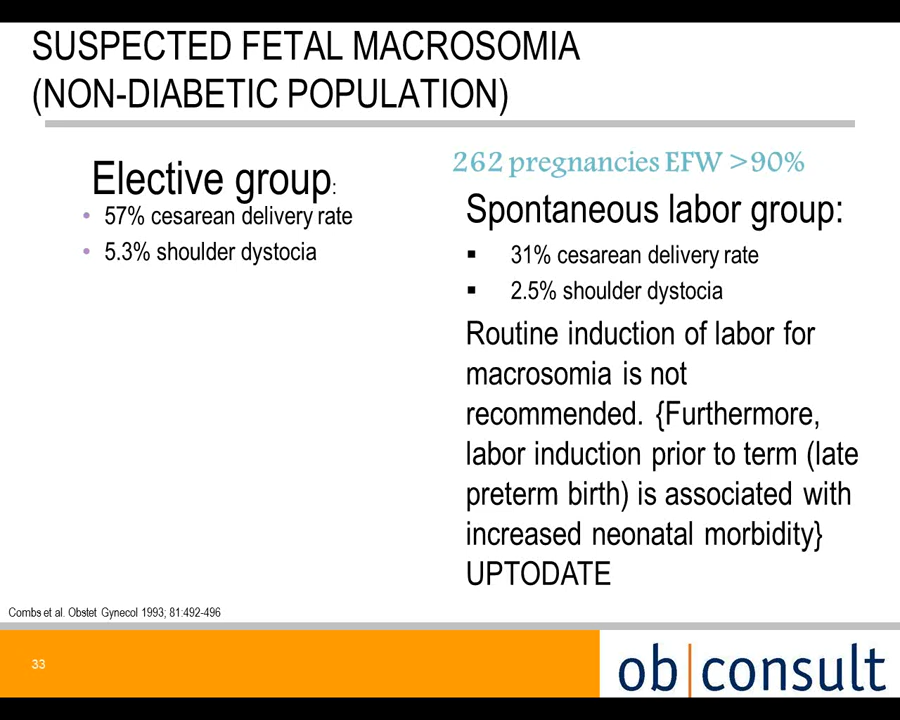 SUSPECTED FETAL MACROSOMIA
(NON-DIABETIC POPULATION)
Elective group:
• 57% cesarean delivery rate
• 5.3% shoulder dystocia
262 pregnancies EFW >90%
Spontaneous labor group:
▪ 31% cesarean delivery rate
▪ 2.5% shoulder dystocia
Routine induction of labor for
macrosomia is not
recommended. {Furthermore,
labor induction prior to term (late
preterm birth) is associated with
increased neonatal morbidity}
UPTODATE
Combs et al. Obstet Gynecol 1993; 81:492-496
33
ob|consult